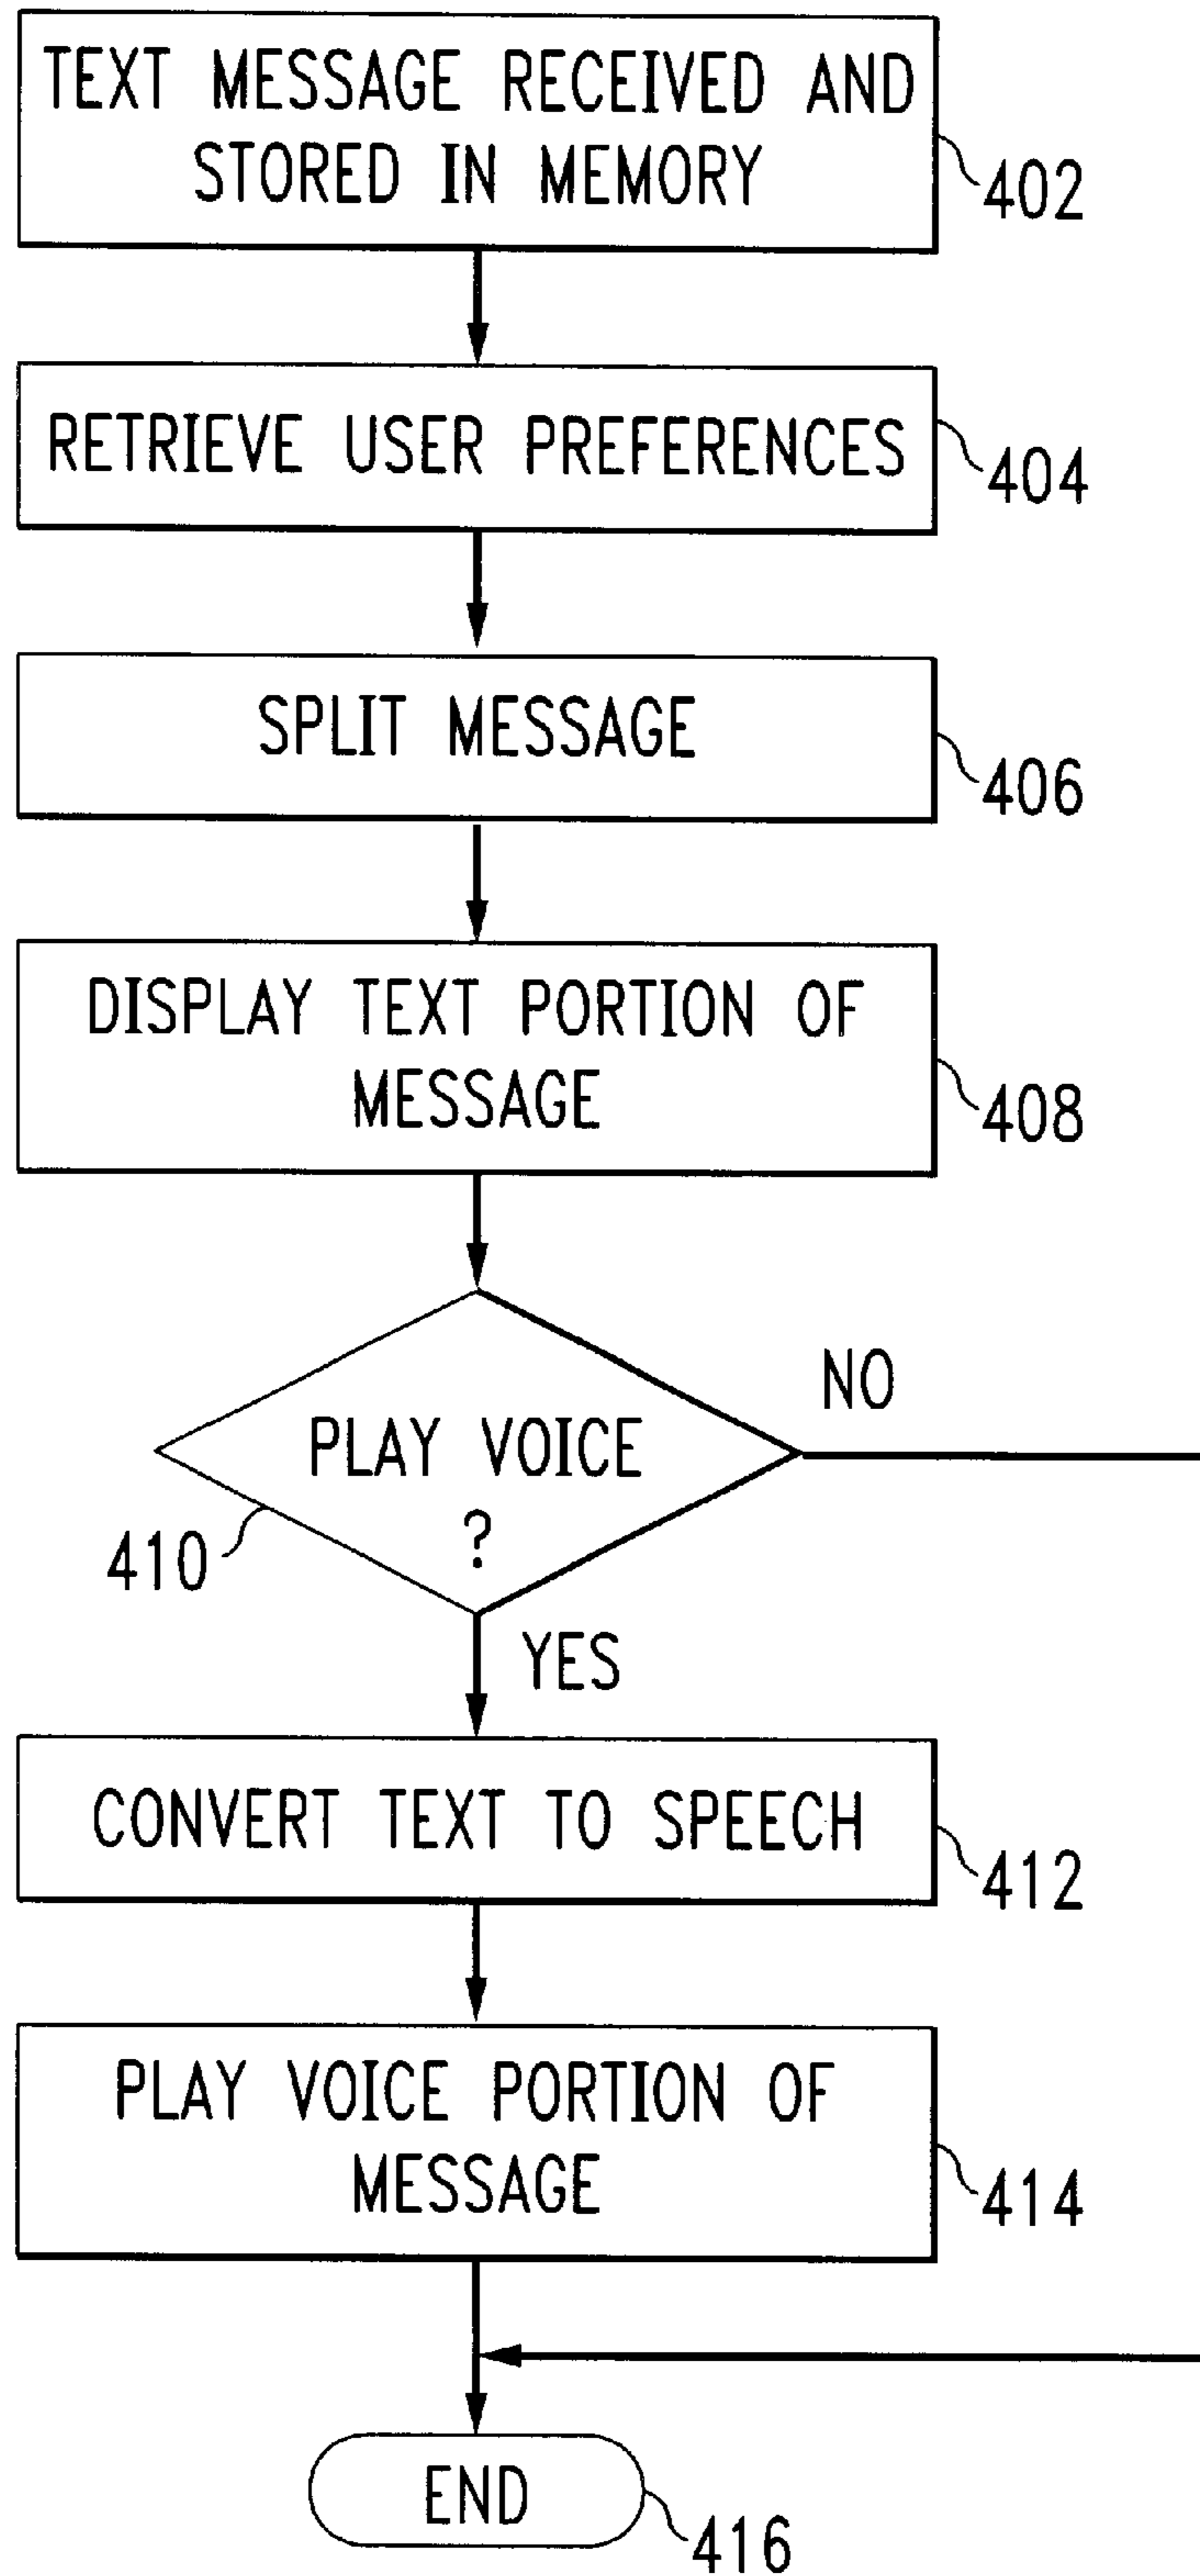 TEXT MESSAGE RECEIVED AND
STORED IN MEMORY
402
RETRIEVE USER PREFERENCES
404
SPLIT MESSAGE
406
DISPLAY TEXT PORTION OF
MESSAGE
408
NO
PLAY VOICE
?
410
YES
CONVERT TEXT TO SPEECH
412
PLAY VOICE PORTION OF
MESSAGE
414
END
416